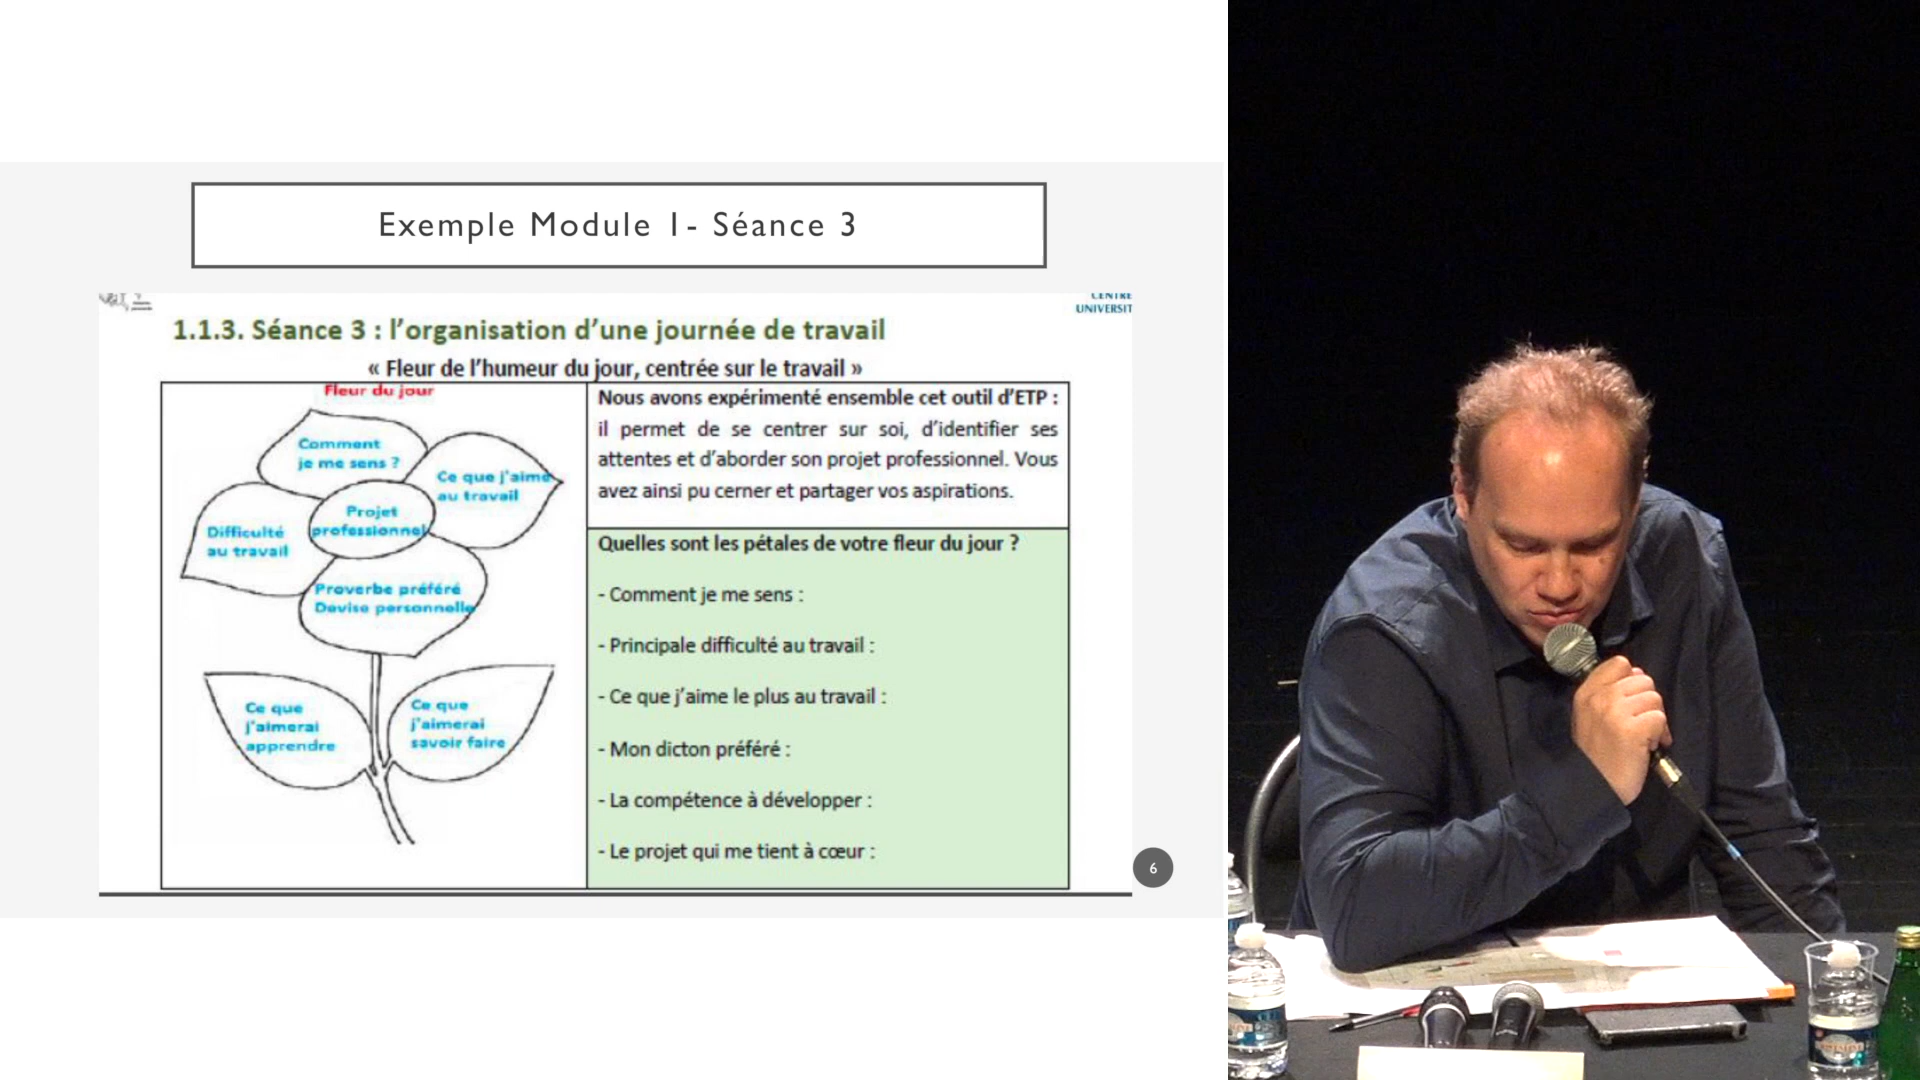 Exemple Module 1- Séance 3
CENTRE
UNIVERSIT
1.1.3. Séance 3 : l’organisation d’une journée de travail
« Fleur de l’humeur du jour, centrée sur le travail »
Fleur du jour
Comment
je me sens ?
Ce que j'aime
au travail
Projet
professionnel
Difficulté
au travail
Proverbe préféré
Devise personnelle
Ce que
j'aimerai
apprendre
Ce que
j'aimerai
savoir faire
Nous avons expérimenté ensemble cet outil d’ETP :
il permet de se centrer sur soi, d’identifier ses
attentes et d’aborder son projet professionnel. Vous
avez ainsi pu cerner et partager vos aspirations.
Quelles sont les pétales de votre fleur du jour ?
- Comment je me sens :
- Principale difficulté au travail :
- Ce que j’aime le plus au travail :
- Mon dicton préféré :
- La compétence à développer :
- Le projet qui me tient à cœur :
6